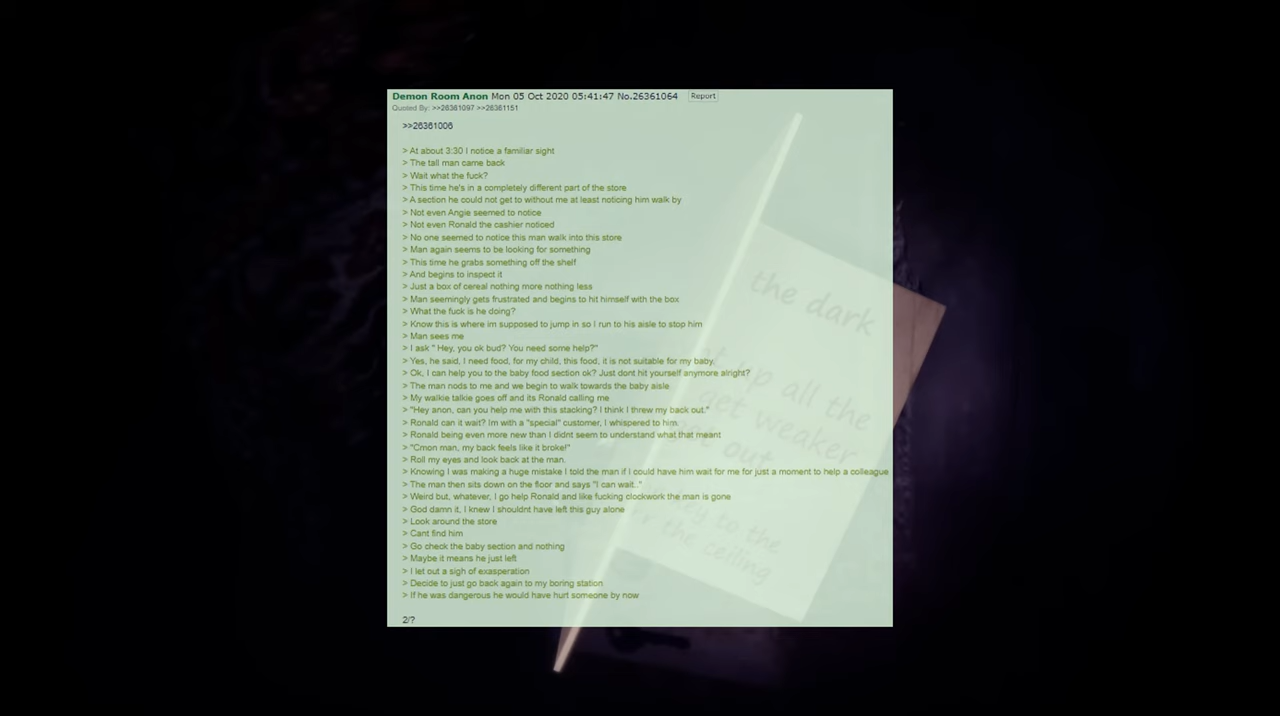 Demon Room Anon Mon 05 Oct 2020 05:41:47 No.26361064 Report
Quoted By: >>26361097 >>26361151
>>26361006
> At about 3:30 I notice a familiar sight
> The tall man came back
> Wait what the fuck?
> This time he's in a completely different part of the store
> A section he could not get to without me at least noticing him walk by
> Not even Angie seemed to notice
> Not even Ronald the cashier noticed
> No one seemed to notice this man walk into this store
> Man again seems to be looking for something
> This time he grabs something off the shelf
> And begins to inspect it
> Just a box of cereal nothing more nothing less
> Man seemingly gets frustrated and begins to hit himself with the box
> What the fuck is he doing?
> Know this is where im supposed to jump in so I run to his aisle to stop him
> Man sees me
> I ask " Hey, you ok bud? You need some help?"
> Yes, he said, I need food, for my child, this food, it is not suitable for my baby.
> Ok, I can help you to the baby food section ok? Just dont hit yourself anymore alright?
> The man nods to me and we begin to walk towards the baby aisle
> My walkie talkie goes off and its Ronald calling me
> "Hey anon, can you help me with this stacking? I think I threw my back out."
> Ronald can it wait? Im with a "special" customer, I whispered to him.
> Ronald being even more new than I didnt seem to understand what that meant
> "Cmon man, my back feels like it broke!"
> Roll my eyes and look back at the man.
> Knowing I was making a huge mistake I told the man if I could have him wait for me for just a moment to help a colleague
> The man then sits down on the floor and says "I can wait.."
> Weird but, whatever, I go help Ronald and like fucking clockwork the man is gone
> God damn it, I knew I shouldnt have left this guy alone
> Look around the store
> Cant find him
> Go check the baby section and nothing
> Maybe it means he just left
> I let out a sigh of exasperation
> Decide to just go back again to my boring station
> If he was dangerous he would have hurt someone by now
2/?
the dark
up all the
get weaker
out
to the
the ceiling